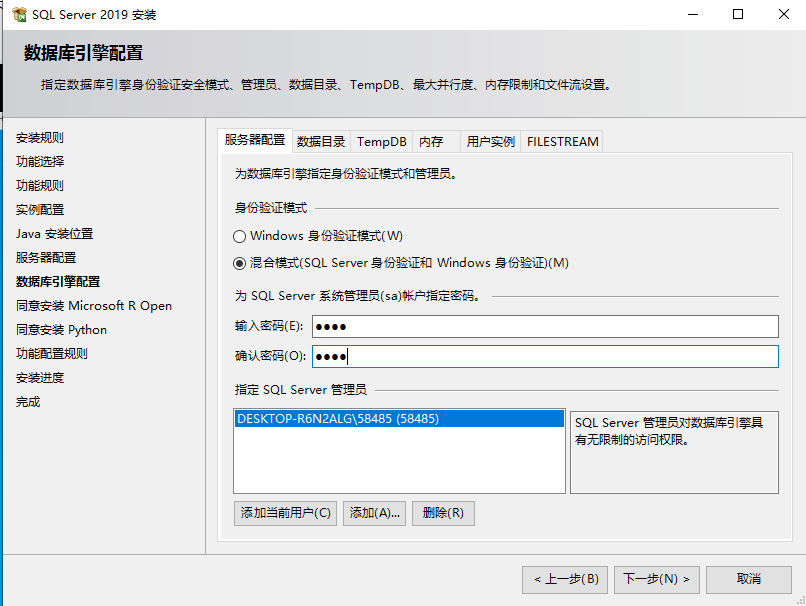 SQL Server 2019 安装
数据库引擎配置
指定数据库引擎身份验证安全模式、管理员、数据目录、TempDB、最大并行度、内存限制和文件流设置。
安装规则
功能选择
功能规则
实例配置
Java 安装位置
服务器配置
数据库引擎配置
同意安装 Microsoft R Open
同意安装 Python
功能配置规则
安装进度
完成
服务器配置 数据目录 TempDB 内存 用户实例 FILESTREAM
为数据库引擎指定身份验证模式和管理员。
身份验证模式
Windows 身份验证模式(W)
混合模式(SQL Server 身份验证和 Windows 身份验证)(M)
为 SQL Server 系统管理员(sa)帐户指定密码。
输入密码(E): ●●●●
确认密码(O): ●●●●
指定 SQL Server 管理员
DESKTOP-R6N2ALG\58485 (58485)
SQL Server 管理员对数据库引擎具
有无限制的访问权限。
添加当前用户(C) 添加(A)... 删除(R)
< 上一步(B) 下一步(N) > 取消